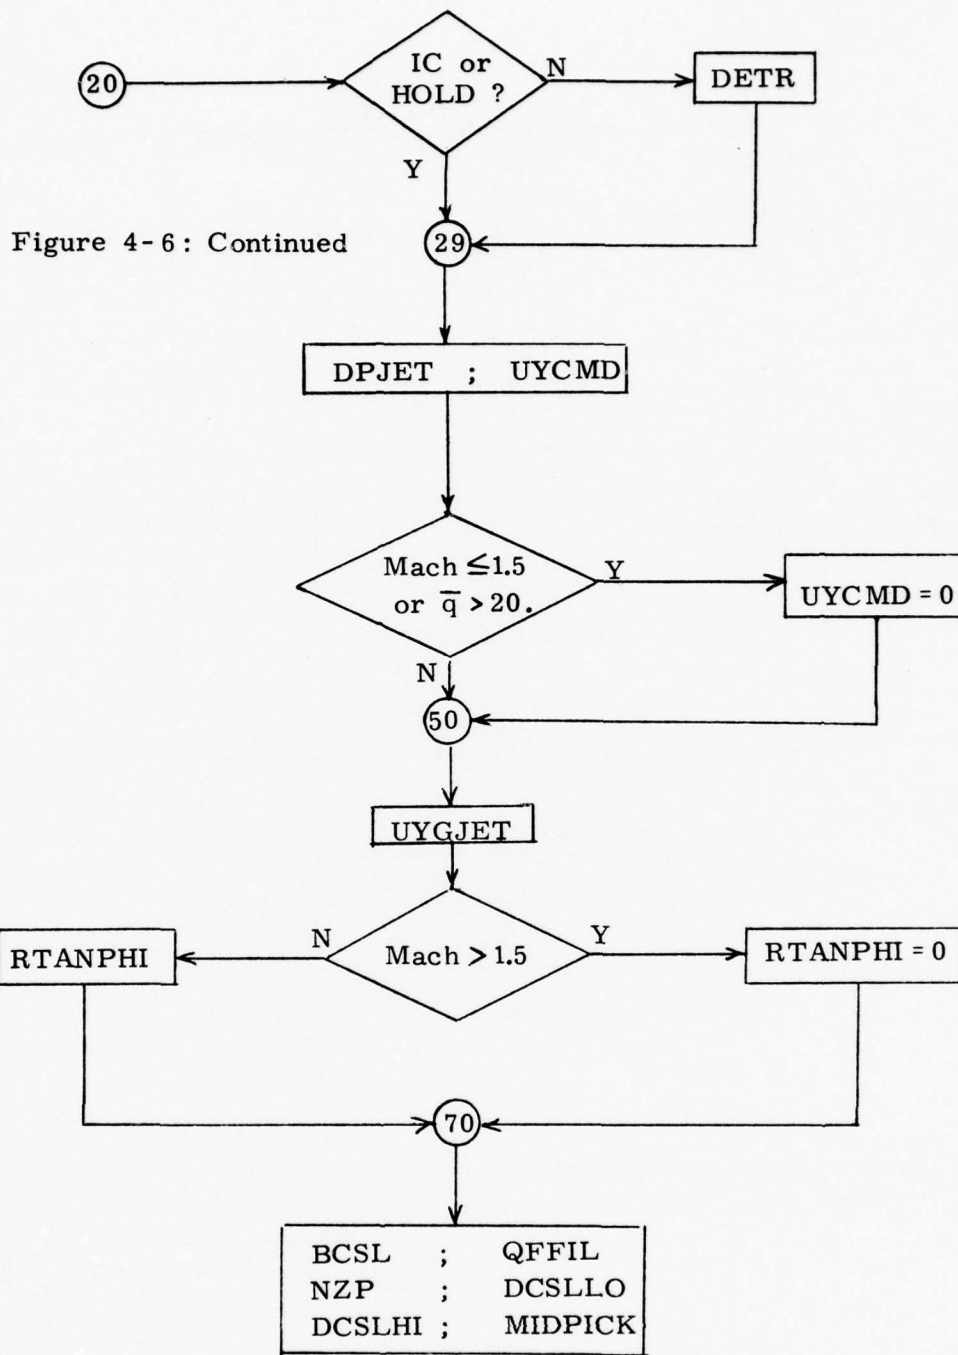 20
IC or
HOLD ?
N
DETR
Y
Figure 4-6: Continued
29
DPJET ; UYCMD
Mach ≤1.5
or q̅ > 20.
Y
UYCMD = 0
N
50
UYGJET
RTANPHI
N
Mach > 1.5
Y
RTANPHI = 0
70
BCSL ; QFFIL
NZP ; DCSLLO
DCSLHI ; MIDPICK